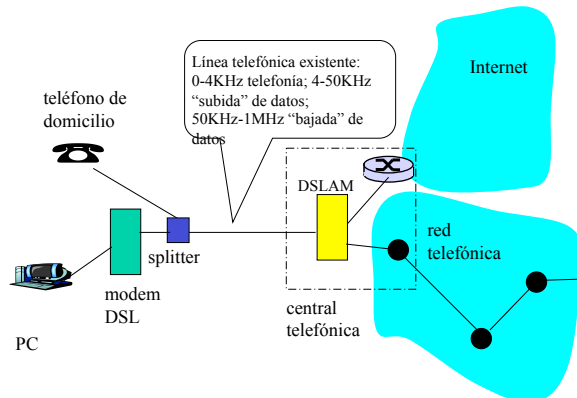 Línea telefónica existente:
0-4KHz telefonía; 4-50KHz
“subida” de datos;
50KHz-1MHz “bajada” de
datos
Internet
teléfono de
domicilio
DSLAM
red
telefónica
splitter
modem
DSL
central
telefónica
PC